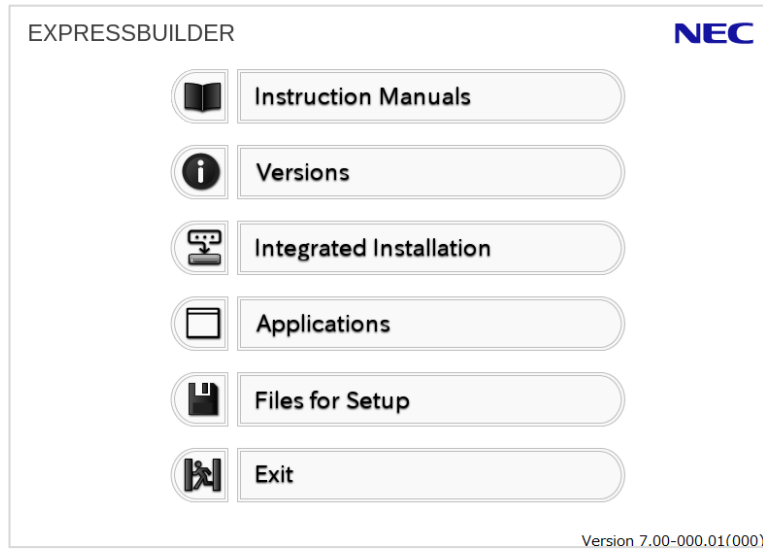 EXPRESSBUILDER
NEC
Instruction Manuals
Versions
Integrated Installation
Applications
Files for Setup
Exit
Version 7.00-000.01(000)